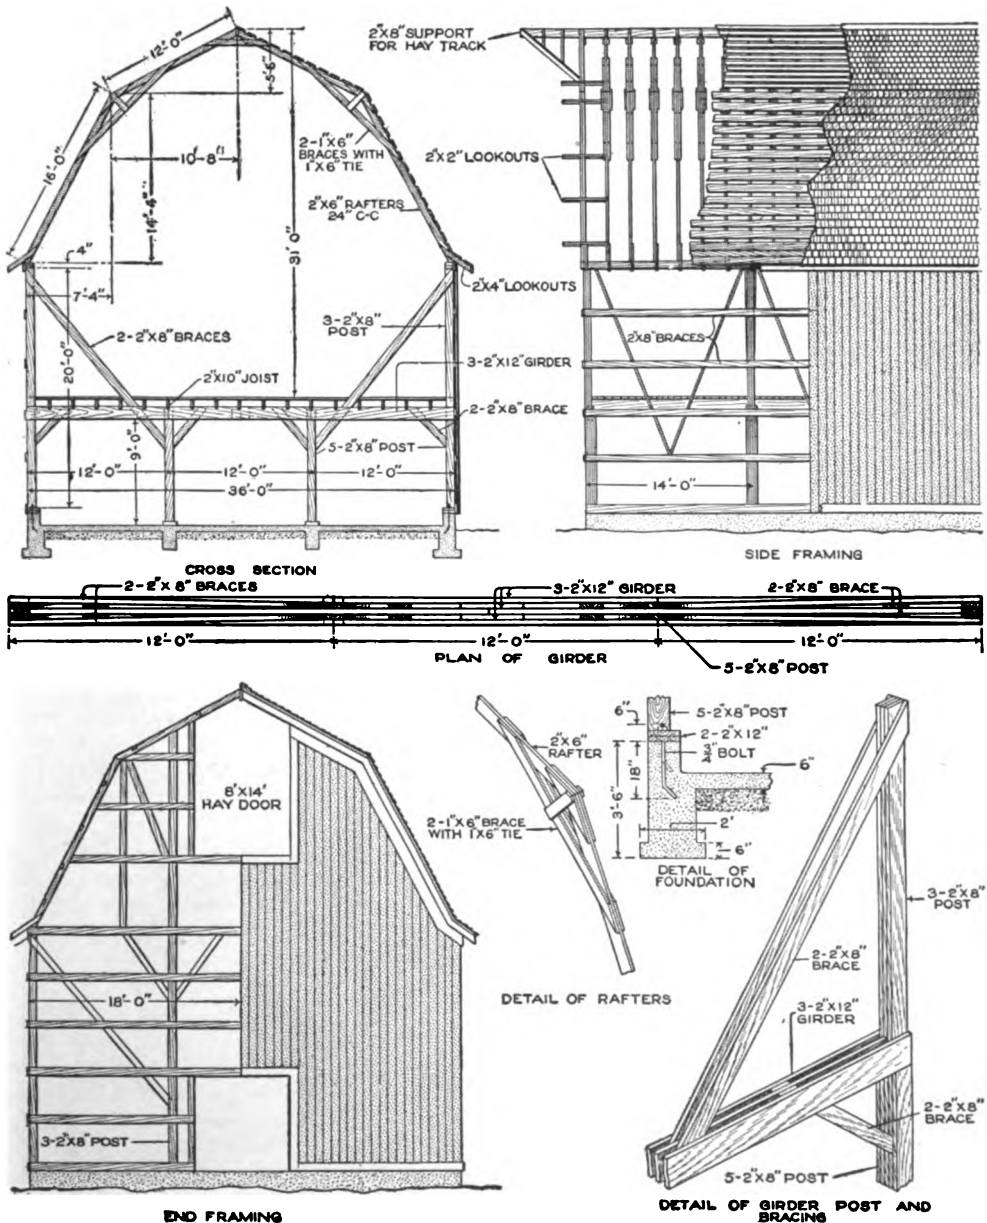 12'-0"
5'-6"
16'-0"
10'-8"
14'-4"
2-1"X6"
BRACES WITH
1"X6" TIE
2"X6" RAFTERS
24" C-C
31'-0"
4"
7'-4"
2"X4" LOOKOUTS
2-2"X8" BRACES
3-2"X8"
POST
20'-0"
2"X10" JOIST
3-2"X12" GIRDER
2-2"X8" BRACE
9'-0"
5-2"X8" POST
12'-0"
12'-0"
12'-0"
36'-0"
CROSS SECTION
2"X8" SUPPORT
FOR HAY TRACK
2"X2" LOOKOUTS
2"X8" BRACES
14'-0"
SIDE FRAMING
2-2"X8" BRACES
3-2"X12" GIRDER
2-2"X8" BRACE
12'-0"
12'-0"
12'-0"
PLAN OF GIRDER
5-2"X8" POST
8'X14'
HAY DOOR
18'-0"
3-2"X8" POST
END FRAMING
2"X6"
RAFTER
2-1"X6" BRACE
WITH 1"X6" TIE
DETAIL OF RAFTERS
6"
5-2"X8" POST
2-2"X12"
3/4" BOLT
18"
3'-6"
6"
2'
6"
DETAIL OF
FOUNDATION
3-2"X8"
POST
2-2"X8"
BRACE
3-2"X12"
GIRDER
2-2"X8"
BRACE
5-2"X8" POST
DETAIL OF GIRDER POST AND
BRACING